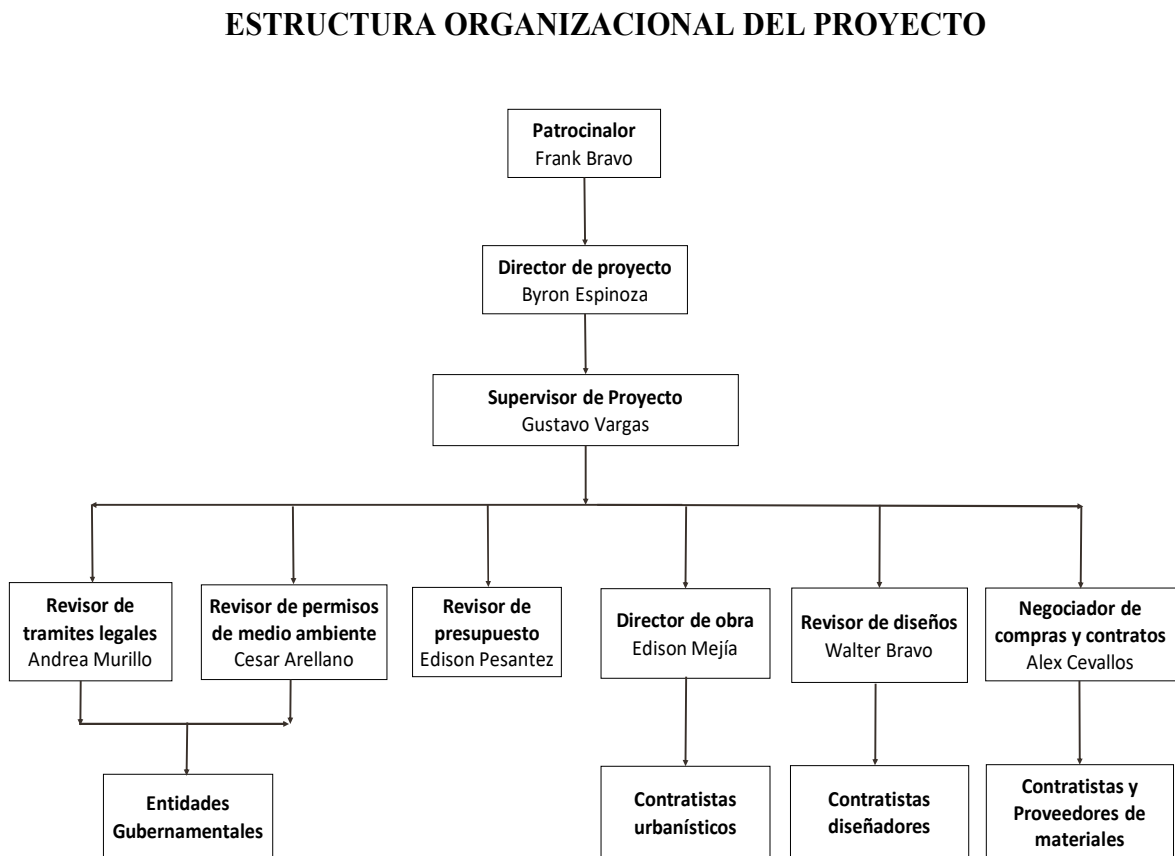 ESTRUCTURA ORGANIZACIONAL DEL PROYECTO
Patrocinalor
Frank Bravo
Director de proyecto
Byron Espinoza
Supervisor de Proyecto
Gustavo Vargas
Revisor de
tramites legales
Andrea Murillo
Revisor de permisos
de medio ambiente
Cesar Arellano
Revisor de
presupuesto
Edison Pesantez
Director de obra
Edison Mejía
Revisor de diseños
Walter Bravo
Negociador de
compras y contratos
Alex Cevallos
Entidades
Gubernamentales
Contratistas
urbanísticos
Contratistas
diseñadores
Contratistas y
Proveedores de
materiales